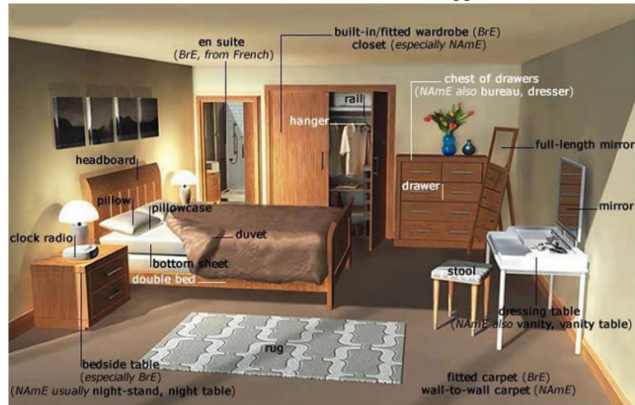 en suite
(BrE, from French)
built-in/fitted wardrobe (BrE)
closet (especially NAmE)
chest of drawers
(NAmE also bureau, dresser)
rail
hanger
full-length mirror
headboard
drawer
pillow
pillowcase
mirror
clock radio
duvet
bottom sheet
double bed
stool
dressing table
(NAmE also vanity, vanity table)
rug
bedside table
(especially BrE)
(NAmE usually night-stand, night table)
fitted carpet (BrE)
wall-to-wall carpet (NAmE)